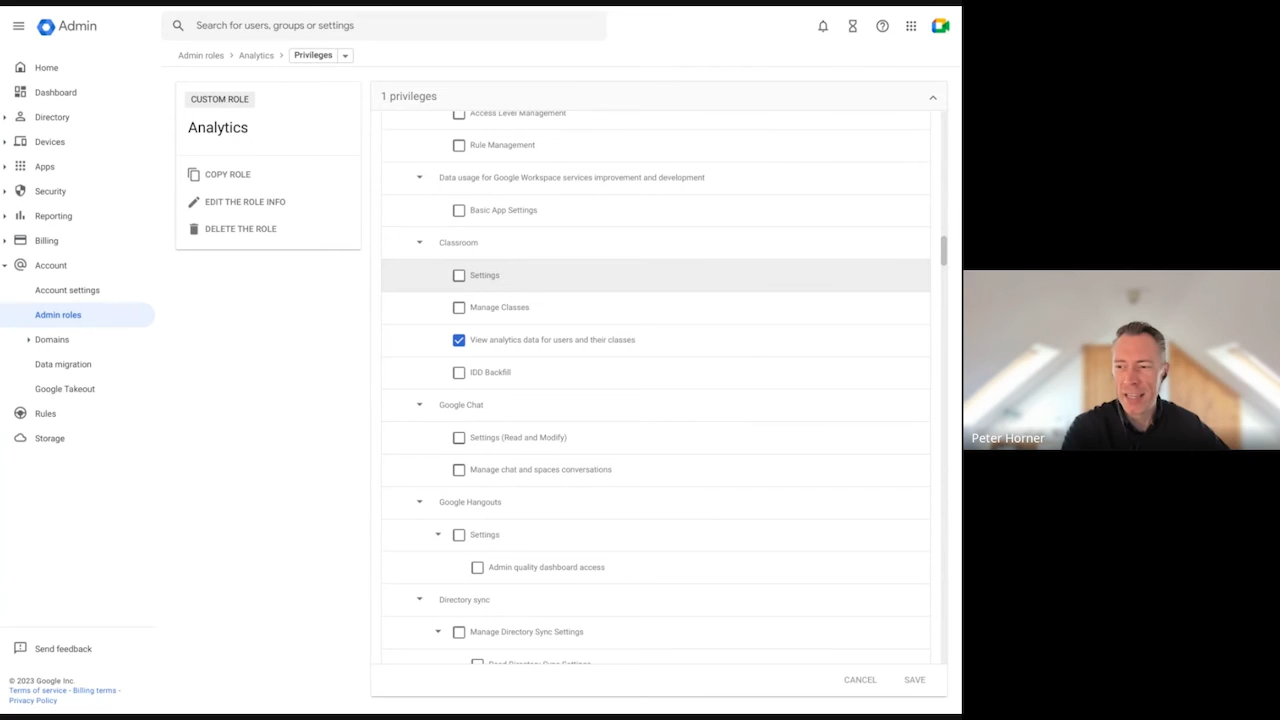 Admin
Search for users, groups or settings
Admin roles > Analytics > Privileges
Home
Dashboard
Directory
Devices
Apps
Security
Reporting
Billing
Account
Account settings
Admin roles
Domains
Data migration
Google Takeout
Rules
Storage
Send feedback
© 2023 Google Inc.
Terms of service - Billing terms -
Privacy Policy
CUSTOM ROLE
Analytics
COPY ROLE
EDIT THE ROLE INFO
DELETE THE ROLE
1 privileges
Access Level Management
Rule Management
Data usage for Google Workspace services improvement and development
Basic App Settings
Classroom
Settings
Manage Classes
View analytics data for users and their classes
IDD Backfill
Google Chat
Settings (Read and Modify)
Manage chat and spaces conversations
Google Hangouts
Settings
Admin quality dashboard access
Directory sync
Manage Directory Sync Settings
Read Directory Sync Settings
CANCEL SAVE
Peter Horner